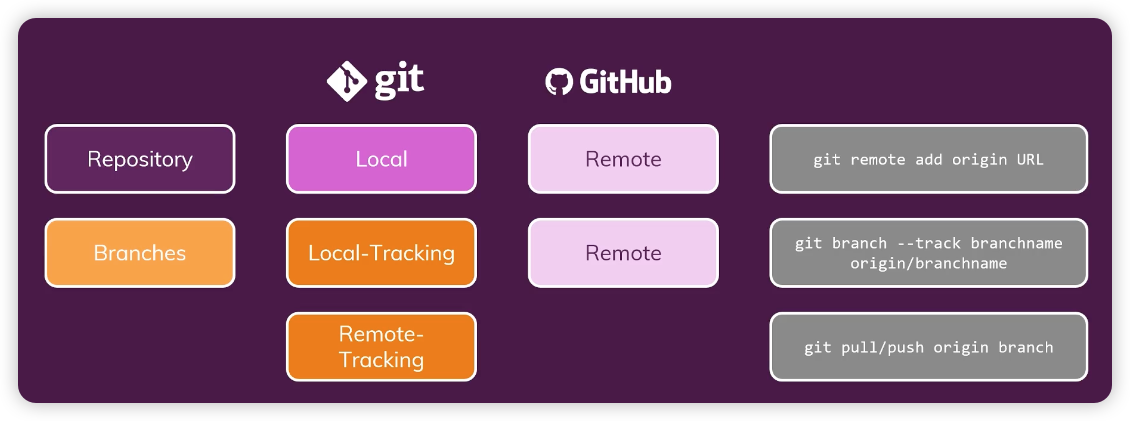 git
GitHub
Repository
Local
Remote
git remote add origin URL
Branches
Local-Tracking
Remote
git branch --track branchname
origin/branchname
Remote-
Tracking
git pull/push origin branch